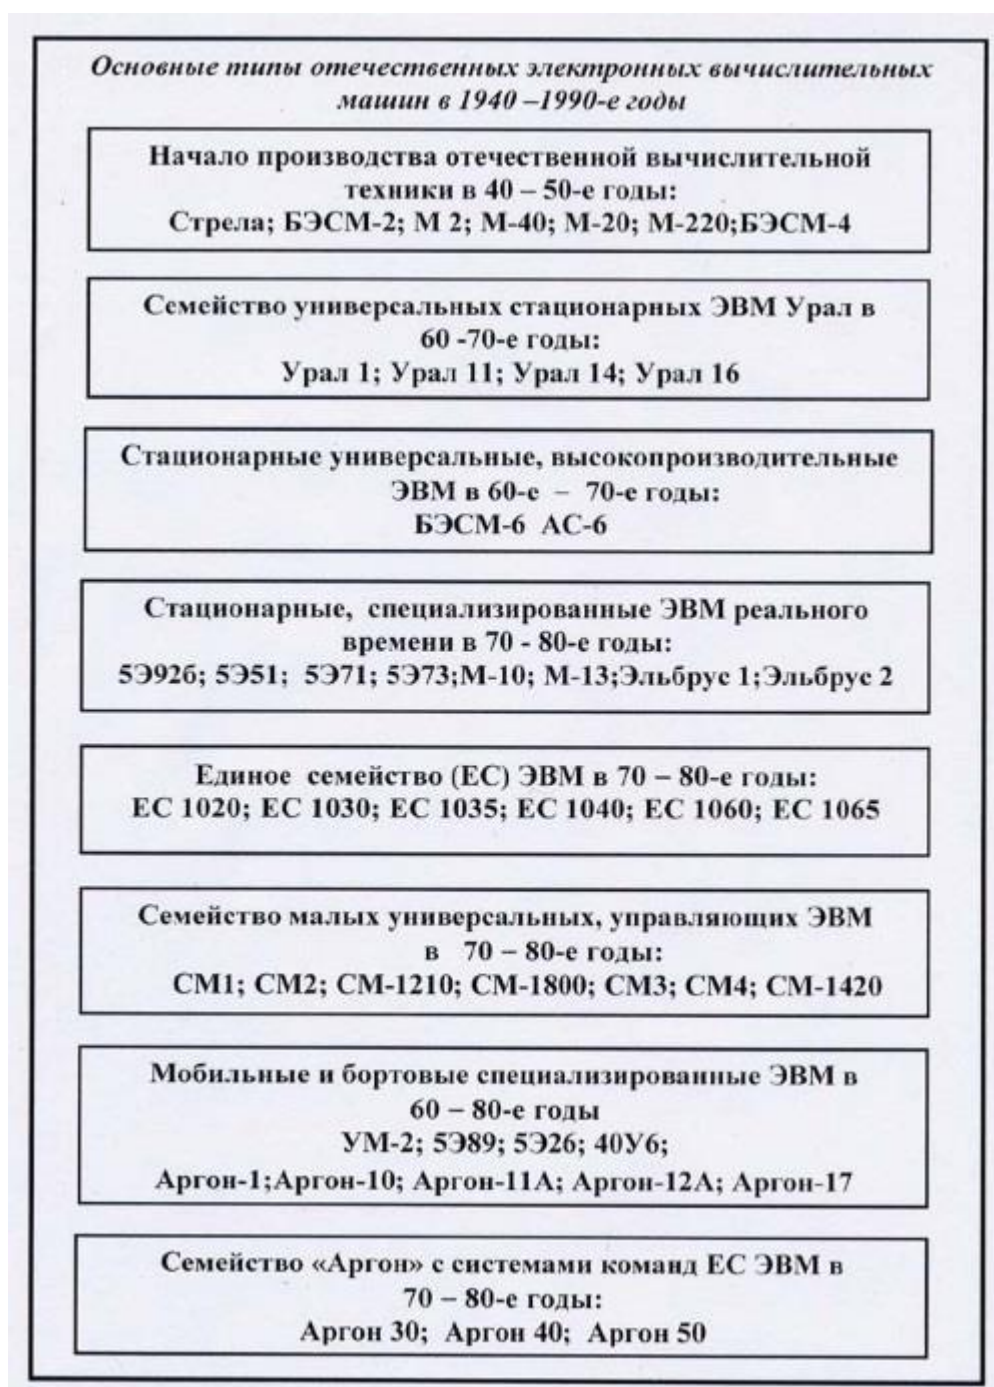 Основные типы отечественных электронных вычислительных
машин в 1940 –1990-е годы
Начало производства отечественной вычислительной
техники в 40 – 50-е годы:
Стрела; БЭСМ-2; М 2; М-40; М-20; М-220;БЭСМ-4
Семейство универсальных стационарных ЭВМ Урал в
60 -70-е годы:
Урал 1; Урал 11; Урал 14; Урал 16
Стационарные универсальные, высокопроизводительные
ЭВМ в 60-е – 70-е годы:
БЭСМ-6 АС-6
Стационарные, специализированные ЭВМ реального
времени в 70 - 80-е годы:
5Э92б; 5Э51; 5Э71; 5Э73;М-10; М-13;Эльбрус 1;Эльбрус 2
Единое семейство (ЕС) ЭВМ в 70 – 80-е годы:
ЕС 1020; ЕС 1030; ЕС 1035; ЕС 1040; ЕС 1060; ЕС 1065
Семейство малых универсальных, управляющих ЭВМ
в 70 – 80-е годы:
СМ1; СМ2; СМ-1210; СМ-1800; СМ3; СМ4; СМ-1420
Мобильные и бортовые специализированные ЭВМ в
60 – 80-е годы
УМ-2; 5Э89; 5Э26; 40У6;
Аргон-1;Аргон-10; Аргон-11А; Аргон-12А; Аргон-17
Семейство «Аргон» с системами команд ЕС ЭВМ в
70 – 80-е годы:
Аргон 30; Аргон 40; Аргон 50